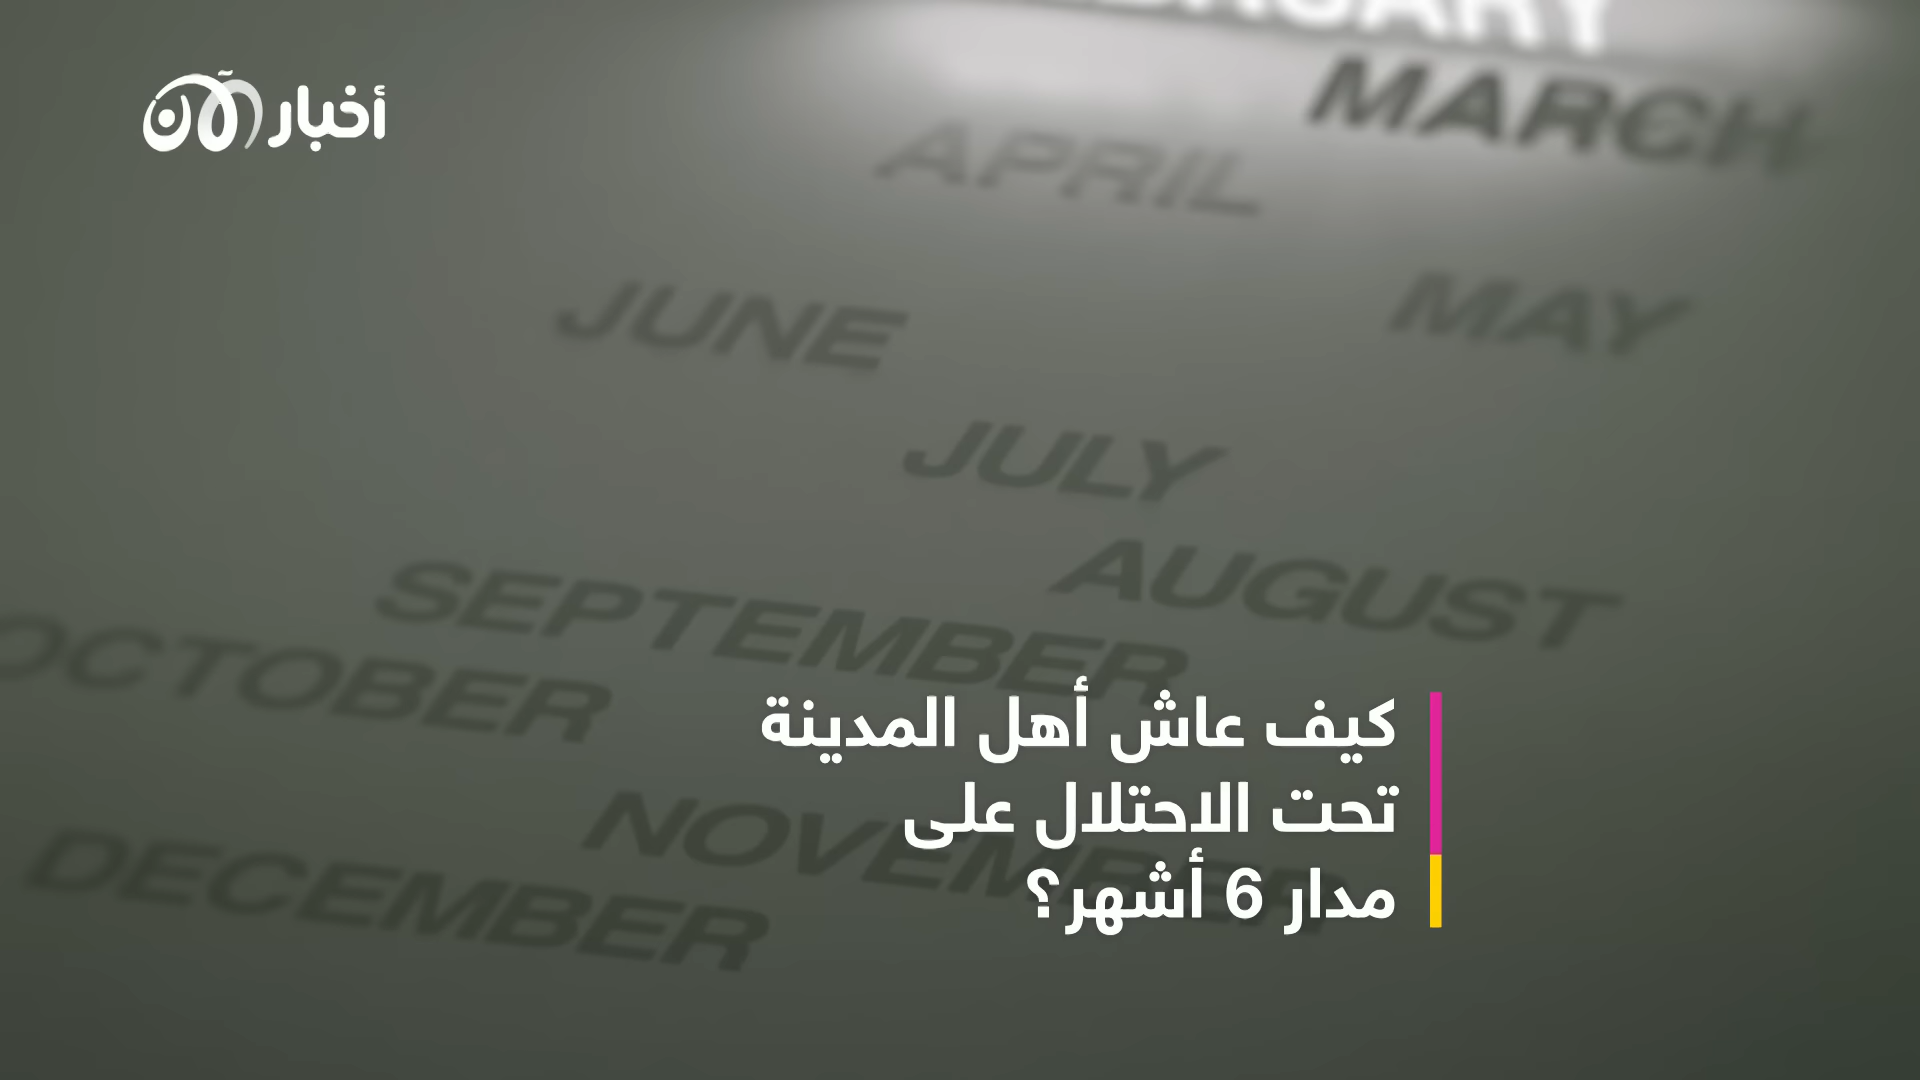 MARCH
أخبار الآن
APRIL
MAY
JUNE
JULY
AUGUST
SEPTEMBER
OCTOBER
كيف عاش أهل المدينة
تحت الاحتلال على
مدار 6 أشهر؟
NOVEMBER
DECEMBER